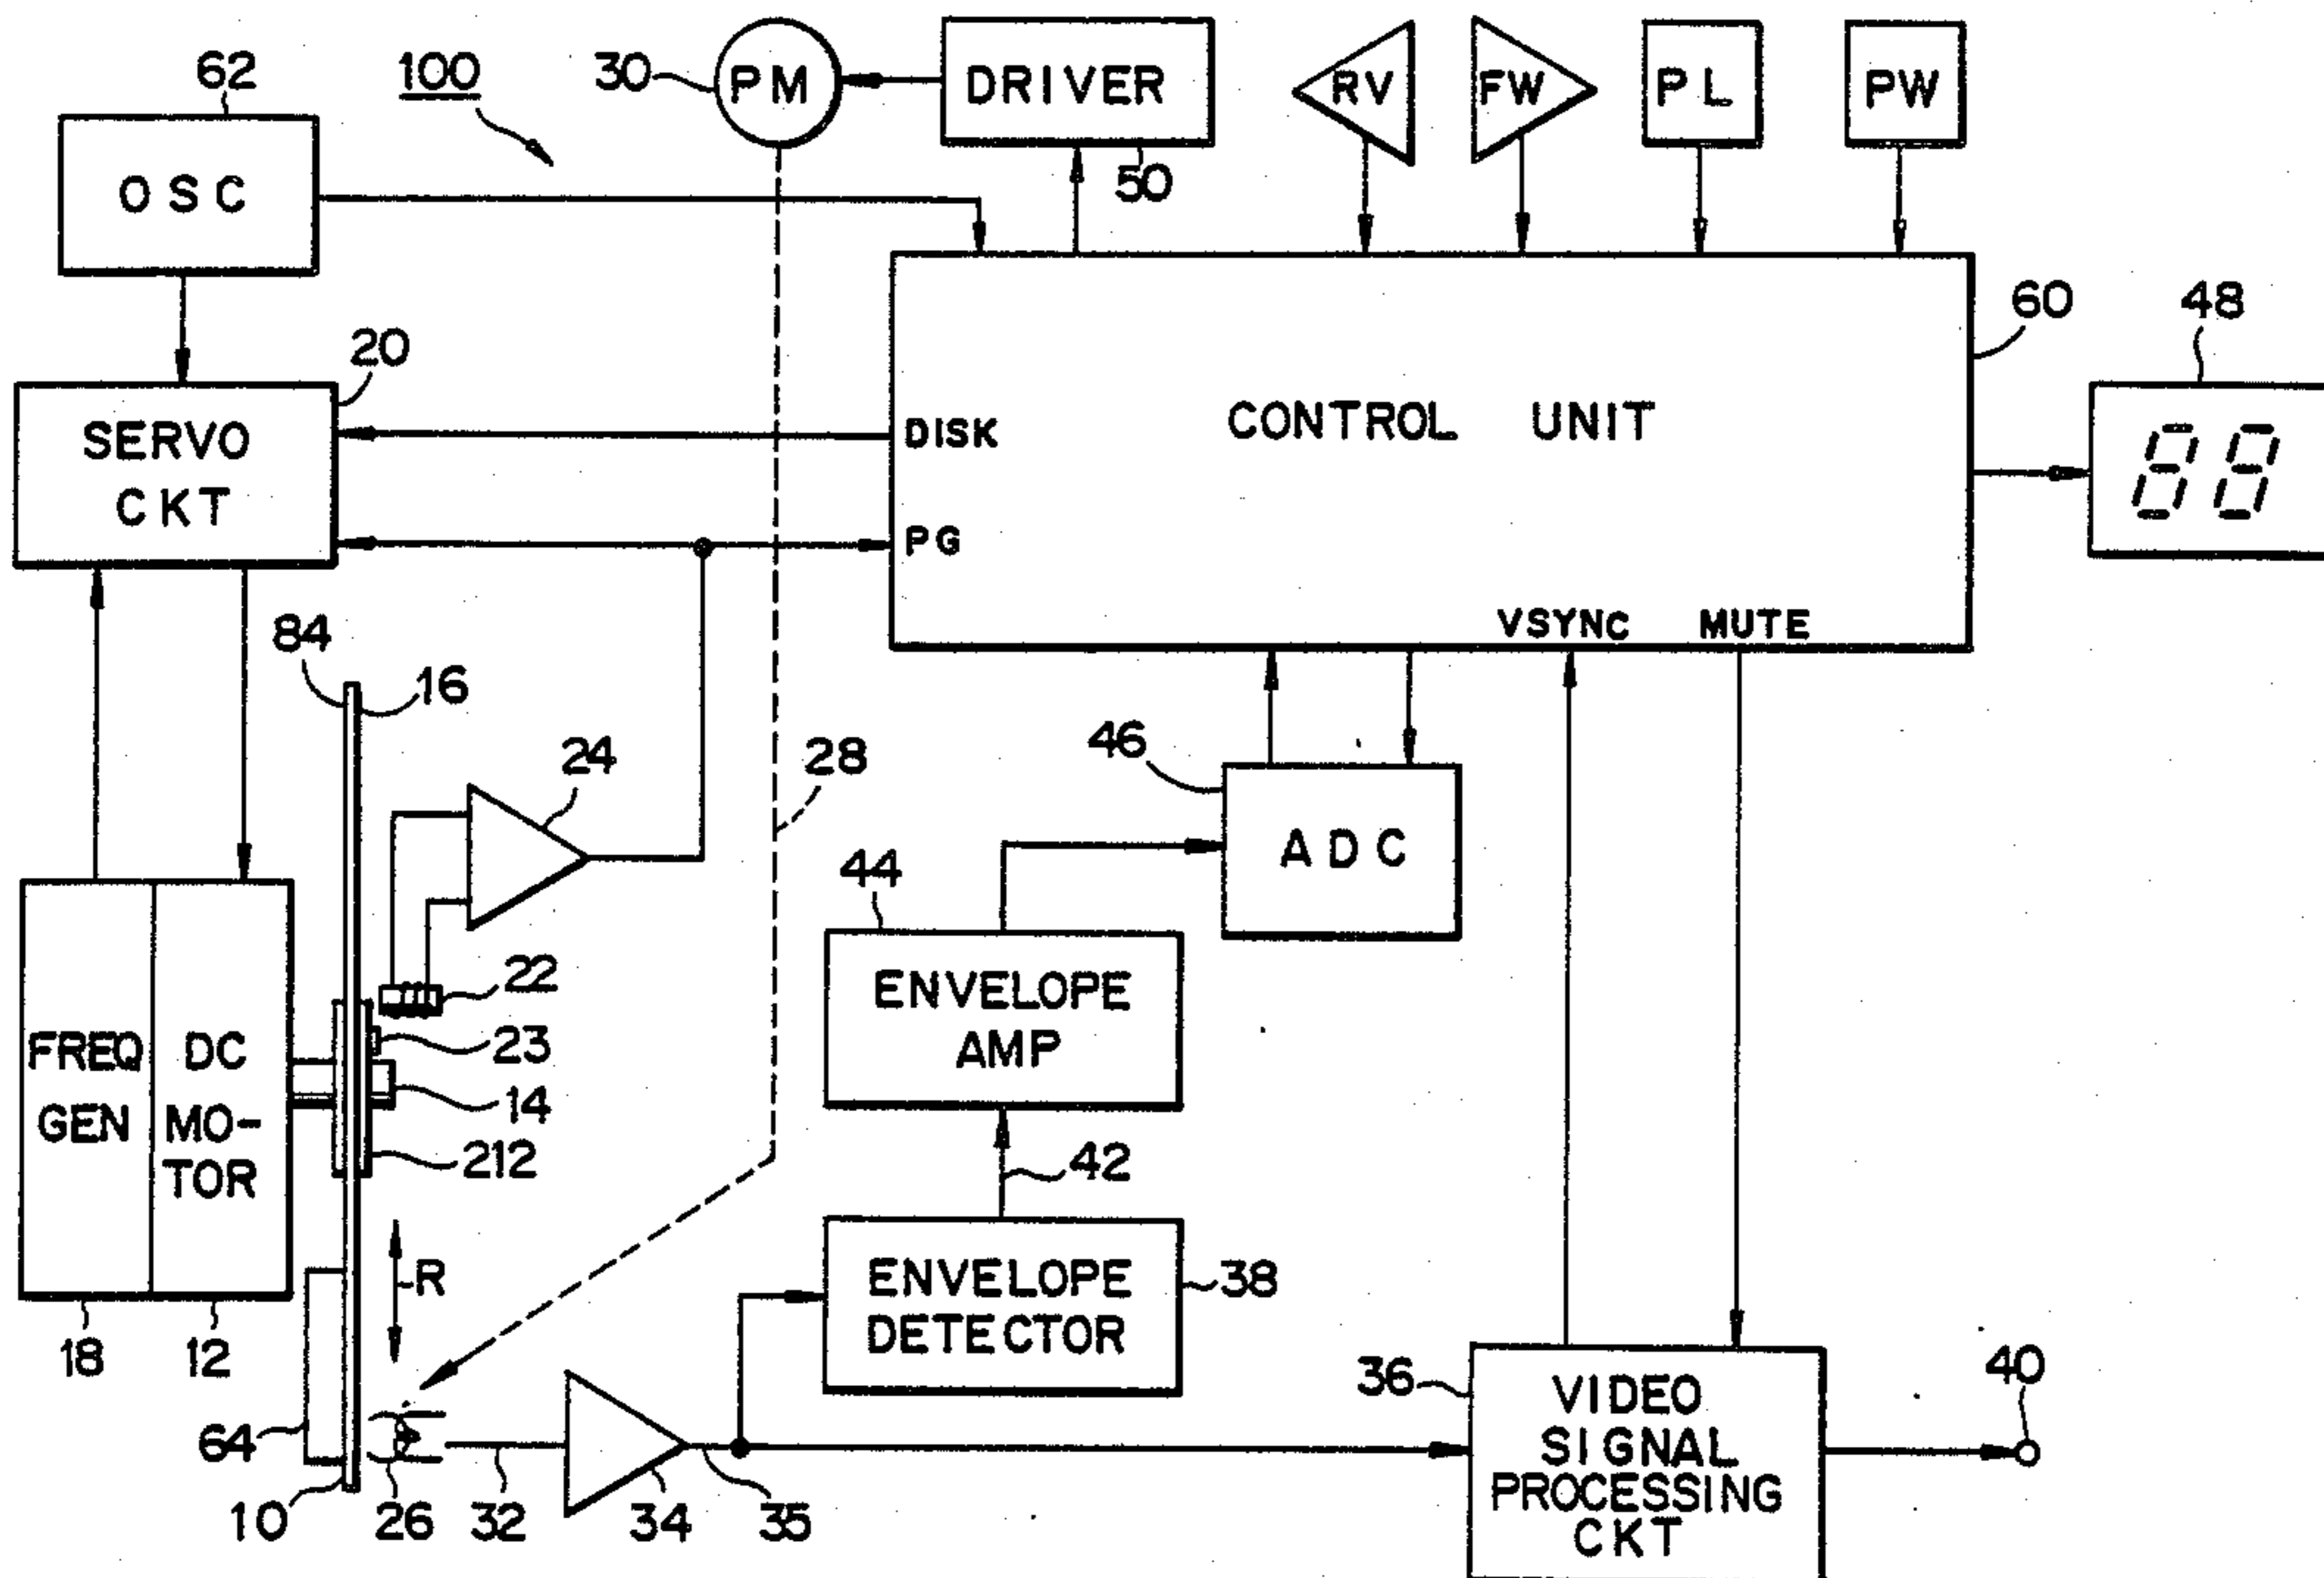 62
100
30
PM
DRIVER
50
RV
FW
PL
PW
OSC
20
SERVO
CKT
DISK
PG
CONTROL UNIT
VSYNC
MUTE
60
48
88
84
16
24
28
46
ADC
44
ENVELOPE
AMP
22
23
14
212
FREQ
GEN
DC
MO-
TOR
42
R
ENVELOPE
DETECTOR
38
18
12
64
10
26
32
34
35
36
VIDEO
SIGNAL
PROCESSING
CKT
40